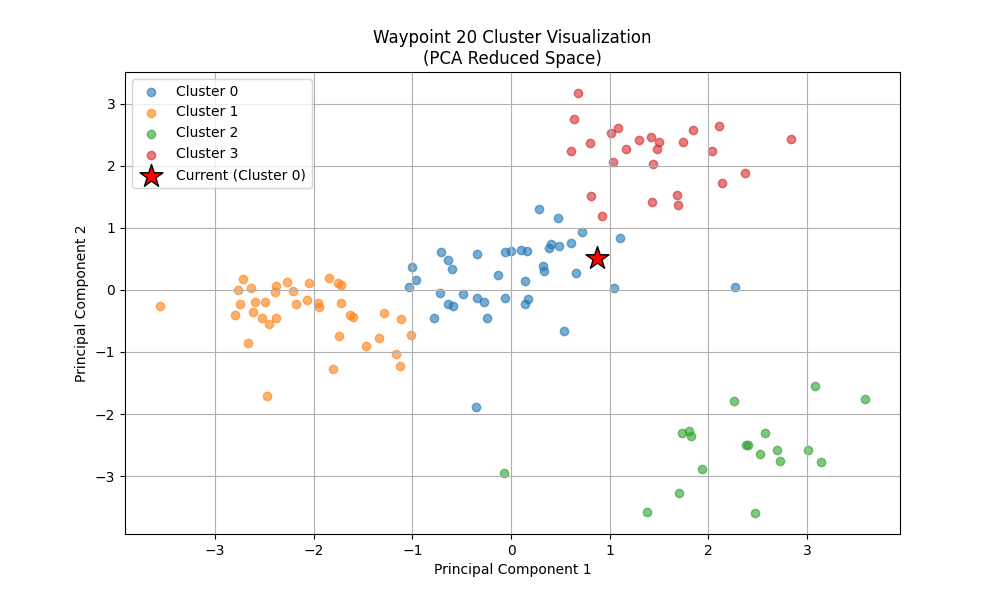 Waypoint 20 Cluster Visualization
(PCA Reduced Space)
Cluster 0
Cluster 1
Cluster 2
Cluster 3
Current (Cluster 0)
Principal Component 2
3
2
1
0
−1
−2
−3
−3
−2
−1
0
1
2
3
Principal Component 1